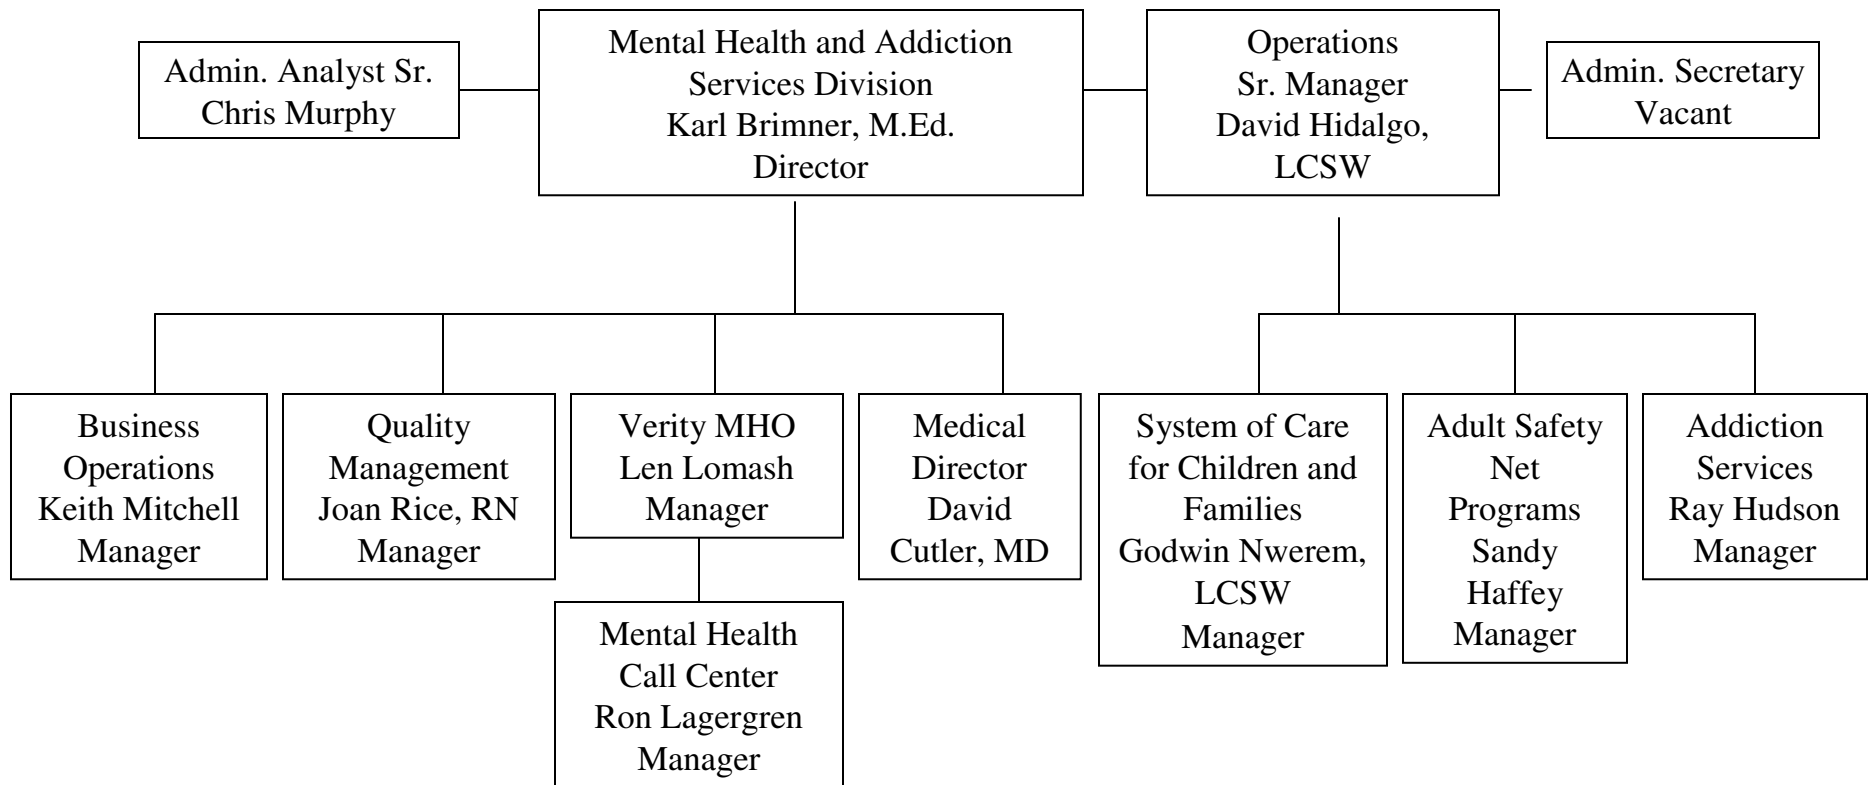 Admin. Analyst Sr.
Chris Murphy
Mental Health and Addiction
Services Division
Karl Brimner, M.Ed.
Director
Operations
Sr. Manager
David Hidalgo,
LCSW
Admin. Secretary
Vacant
Business
Operations
Keith Mitchell
Manager
Quality
Management
Joan Rice, RN
Manager
Verity MHO
Len Lomash
Manager
Mental Health
Call Center
Ron Lagergren
Manager
Medical
Director
David
Cutler, MD
System of Care
for Children and
Families
Godwin Nwerem,
LCSW
Manager
Adult Safety
Net
Programs
Sandy
Haffey
Manager
Addiction
Services
Ray Hudson
Manager